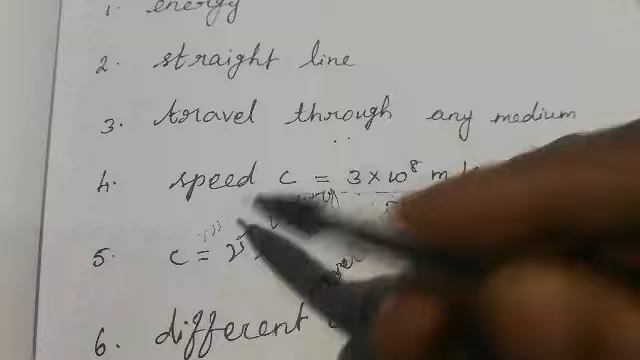 1. energy
2. straight line
3. travel through any medium
4. speed c = 3 × 10⁸ m
5. c = ν
6. different